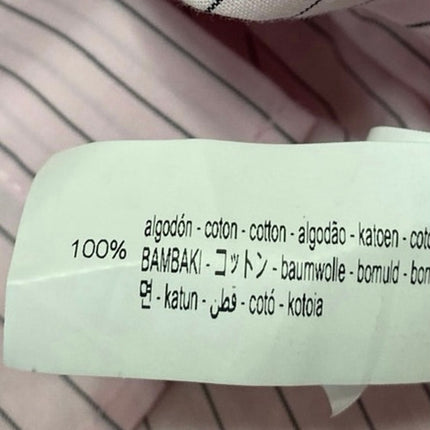 100% algodón - coton - cotton - algodão - katoen - coto
BAMBAKI - コットン - baumwolle - bomuld - bom
면 - katun - قطن - cotó - kotoia